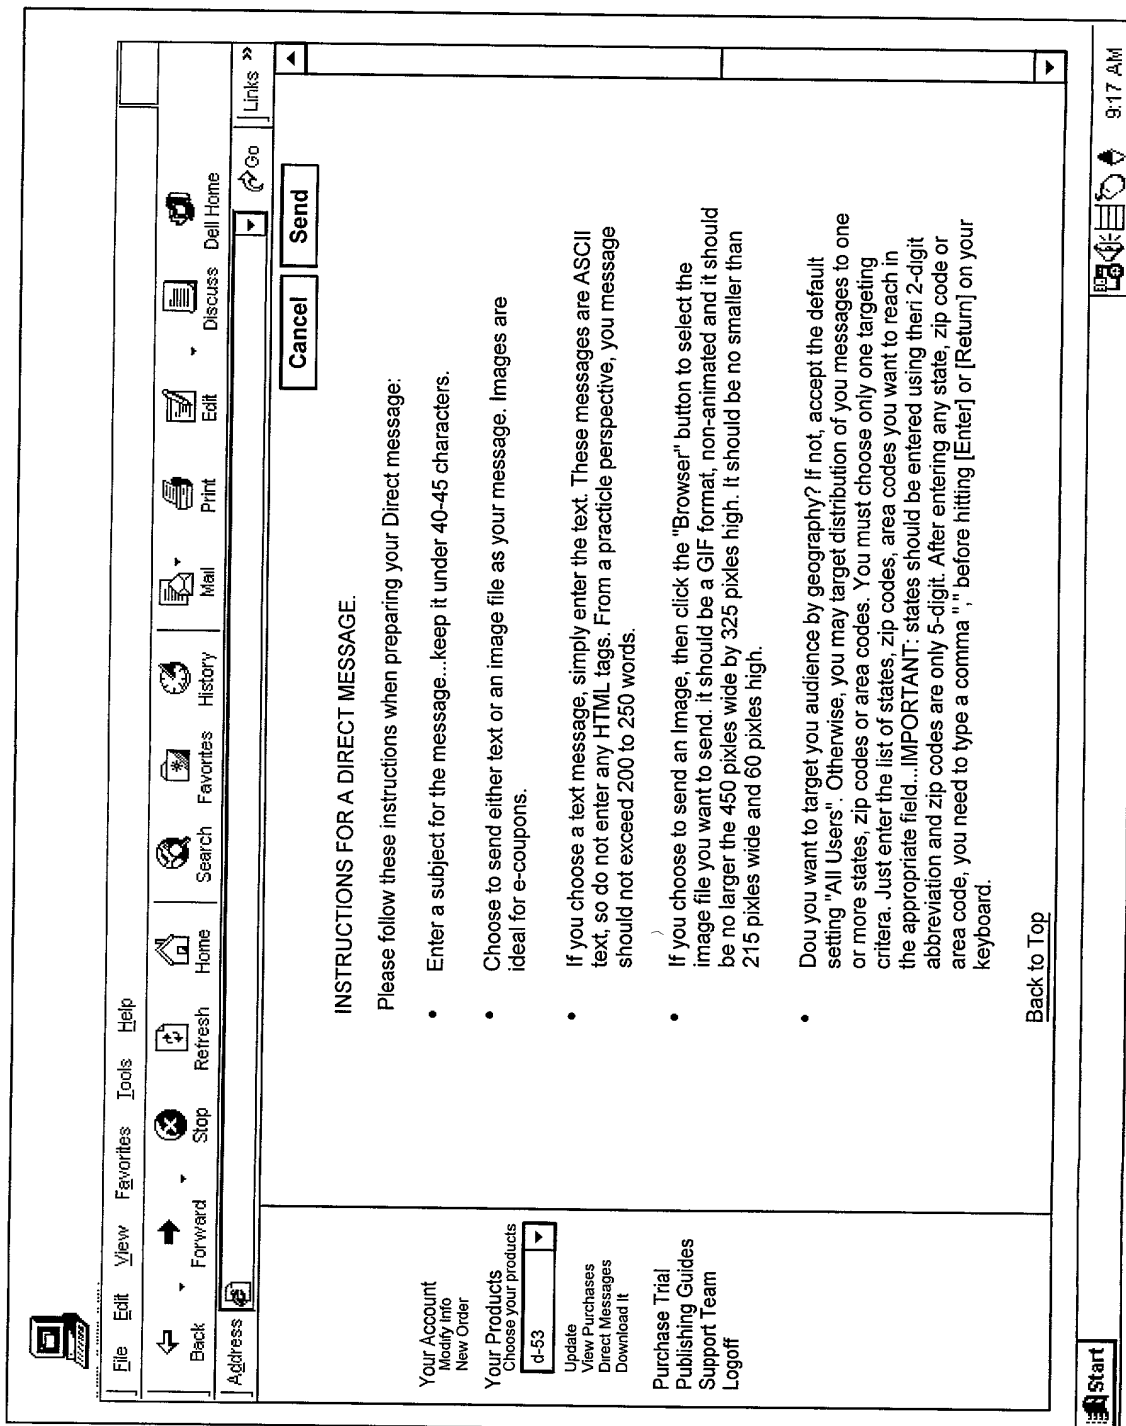 File Edit View Favorites Tools Help
Back Forward Stop Refresh Home Search Favorites History Mail Print Edit Discuss Dell Home
Address Go Links »
Your Account
Modify Info
New Order
Your Products
Choose your products
d-53
Update
View Purchases
Direct Messages
Download It
Purchase Trial
Publishing Guides
Support Team
Logoff
Cancel Send
INSTRUCTIONS FOR A DIRECT MESSAGE.
Please follow these instructions when preparing your Direct message:
• Enter a subject for the message...keep it under 40-45 characters.
• Choose to send either text or an image file as your message. Images are
ideal for e-coupons.
• If you choose a text message, simply enter the text. These messages are ASCII
text, so do not enter any HTML tags. From a practicle perspective, you message
should not exceed 200 to 250 words.
• If you choose to send an Image, then click the "Browser" button to select the
image file you want to send. it should be a GIF format, non-animated and it should
be no larger the 450 pixles wide by 325 pixles high. It should be no smaller than
215 pixles wide and 60 pixles high.
• Dou you want to target you audience by geography? If not, accept the default
setting "All Users". Otherwise, you may target distribution of you messages to one
or more states, zip codes or area codes. You must choose only one targeting
critera. Just enter the list of states, zip codes, area codes you want to reach in
the appropriate field...IMPORTANT: states should be entered using theri 2-digit
abbreviation and zip codes are only 5-digit. After entering any state, zip code or
area code, you need to type a comma "," before hitting [Enter] or [Return] on your
keyboard.
Back to Top
Start 9:17 AM